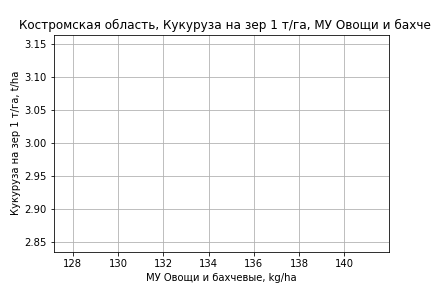 Костромская область, Кукуруза на зер 1 т/га, МУ Овощи и бахче
3.15
3.10
3.05
3.00
2.95
2.90
2.85
Кукуруза на зер 1 т/га, t/ha
128 130 132 134 136 138 140
МУ Овощи и бахчевые, kg/ha